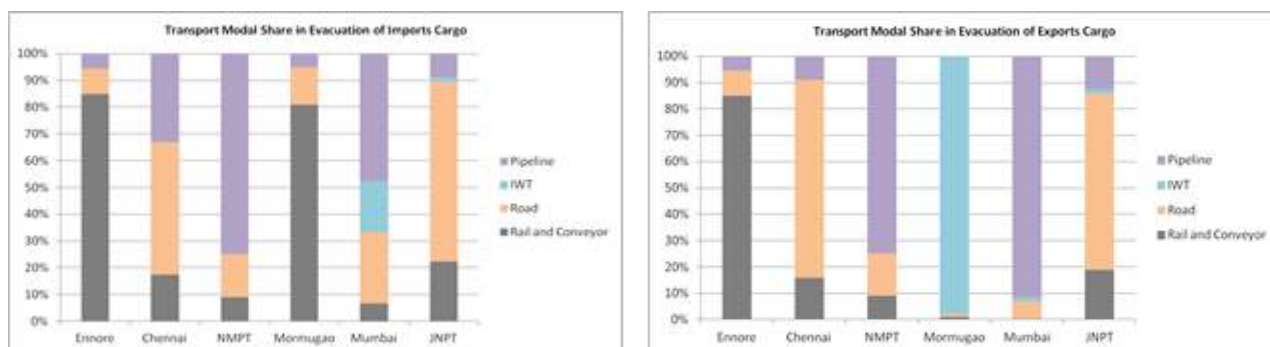 Transport Modal Share in Evacuation of Imports Cargo
100%
90%
80%
70%
60%
50%
40%
30%
20%
10%
0%
Ennore Chennai NMPT Mormugao Mumbai JNPT
Pipeline
IWT
Road
Rail and Conveyor
Transport Modal Share in Evacuation of Exports Cargo
100%
90%
80%
70%
60%
50%
40%
30%
20%
10%
0%
Ennore Chennai NMPT Mormugao Mumbai JNPT
Pipeline
IWT
Road
Rail and Conveyor